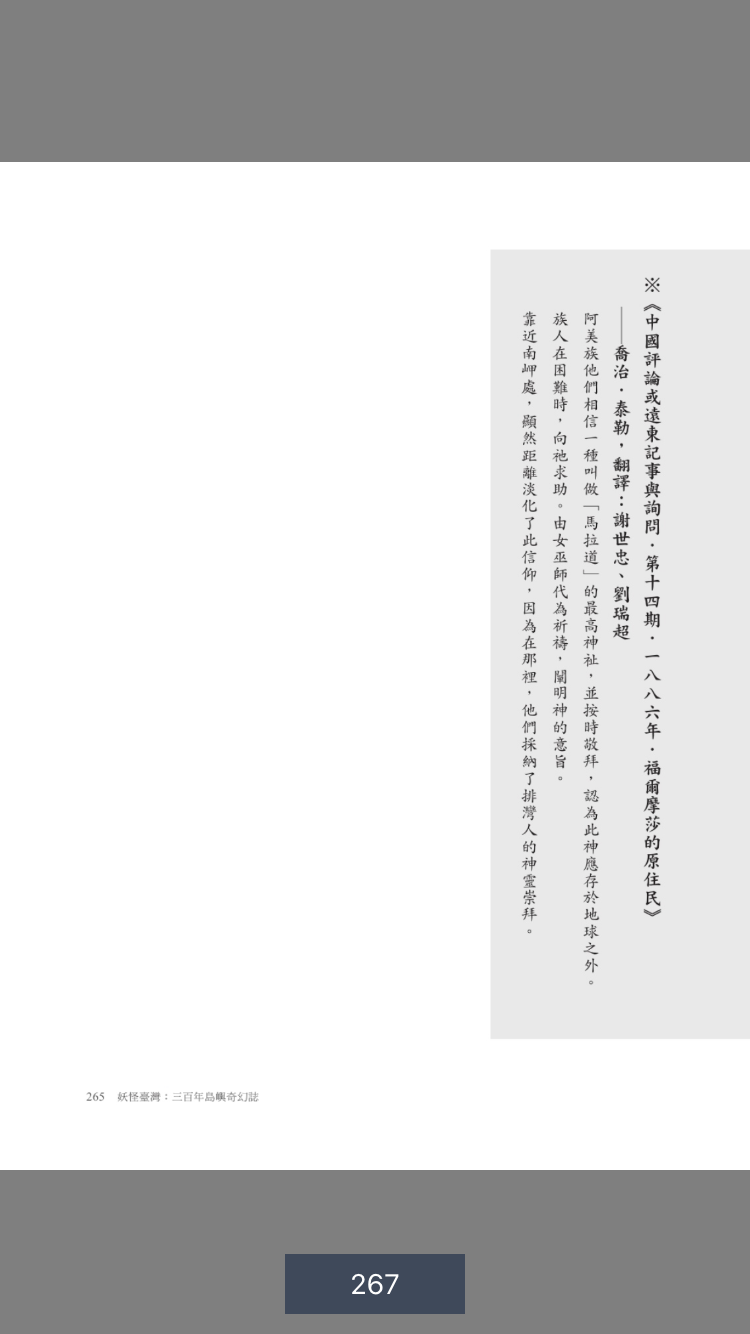 ※《中國評論或遠東記事與詢問．第十四期．一八八六年．福爾摩莎的原住民》
——喬治．泰勒，翻譯：謝世忠、劉瑞超
阿美族他們相信一種叫做「馬拉道」的最高神祉，並按時敬拜，認為此神應存於地球之外。
族人在困難時，向祂求助。由女巫師代為祈禱，闡明神的意旨。
靠近南岬處，顯然距離淡化了此信仰，因為在那裡，他們採納了排灣人的神靈崇拜。
265 妖怪臺灣：三百年島嶼奇幻誌
267